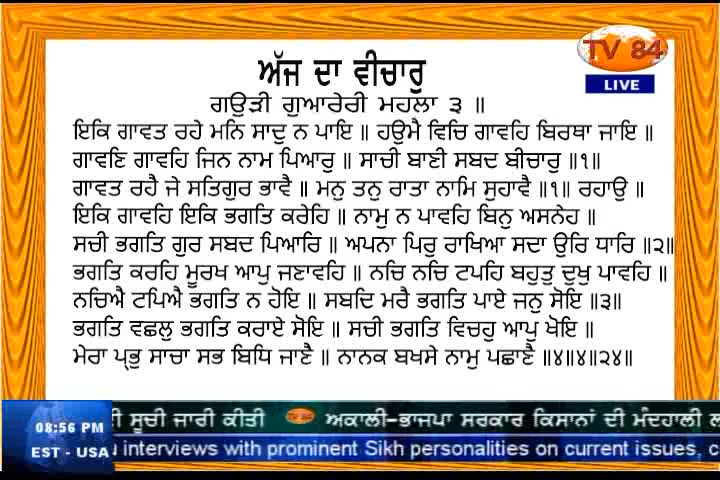 TV 84
LIVE
ਅੱਜ ਦਾ ਵੀਚਾਰੁ
ਗਉੜੀ ਗੁਆਰੇਰੀ ਮਹਲਾ ੩ ॥
ਇਕਿ ਗਾਵਤ ਰਹੇ ਮਨਿ ਸਾਦੁ ਨ ਪਾਇ ॥ ਹਉਮੈ ਵਿਚਿ ਗਾਵਹਿ ਬਿਰਥਾ ਜਾਇ ॥
ਗਾਵਣਿ ਗਾਵਹਿ ਜਿਨ ਨਾਮ ਪਿਆਰੁ ॥ ਸਾਚੀ ਬਾਣੀ ਸਬਦ ਬੀਚਾਰੁ ॥੧॥
ਗਾਵਤ ਰਹੈ ਜੇ ਸਤਿਗੁਰ ਭਾਵੈ ॥ ਮਨੁ ਤਨੁ ਰਾਤਾ ਨਾਮਿ ਸੁਹਾਵੈ ॥੧॥ ਰਹਾਉ ॥
ਇਕਿ ਗਾਵਹਿ ਇਕਿ ਭਗਤਿ ਕਰੇਹਿ ॥ ਨਾਮੁ ਨ ਪਾਵਹਿ ਬਿਨੁ ਅਸਨੇਹ ॥
ਸਚੀ ਭਗਤਿ ਗੁਰ ਸਬਦ ਪਿਆਰਿ ॥ ਅਪਨਾ ਪਿਰੁ ਰਾਖਿਆ ਸਦਾ ਉਰਿ ਧਾਰਿ ॥੨॥
ਭਗਤਿ ਕਰਹਿ ਮੂਰਖ ਆਪੁ ਜਣਾਵਹਿ ॥ ਨਚਿ ਨਚਿ ਟਪਹਿ ਬਹੁਤੁ ਦੁਖੁ ਪਾਵਹਿ ॥
ਨਚਿਐ ਟਪਿਐ ਭਗਤਿ ਨ ਹੋਇ ॥ ਸਬਦਿ ਮਰੈ ਭਗਤਿ ਪਾਏ ਜਨੁ ਸੋਇ ॥੩॥
ਭਗਤਿ ਵਛਲੁ ਭਗਤਿ ਕਰਾਏ ਸੋਇ ॥ ਸਚੀ ਭਗਤਿ ਵਿਚਹੁ ਆਪੁ ਖੋਇ ॥
ਮੇਰਾ ਪ੍ਰਭੁ ਸਾਚਾ ਸਭ ਬਿਧਿ ਜਾਣੈ ॥ ਨਾਨਕ ਬਖਸੇ ਨਾਮੁ ਪਛਾਣੈ ॥੪॥੪॥੨੪॥
08:56 PM
EST - USA
ਸੂਚੀ ਜਾਰੀ ਕੀਤੀ TV 84 ਅਕਾਲੀ-ਭਾਜਪਾ ਸਰਕਾਰ ਕਿਸਾਨਾਂ ਦੀ ਮੰਦਹਾਲੀ
interviews with prominent Sikh personalities on current issues,